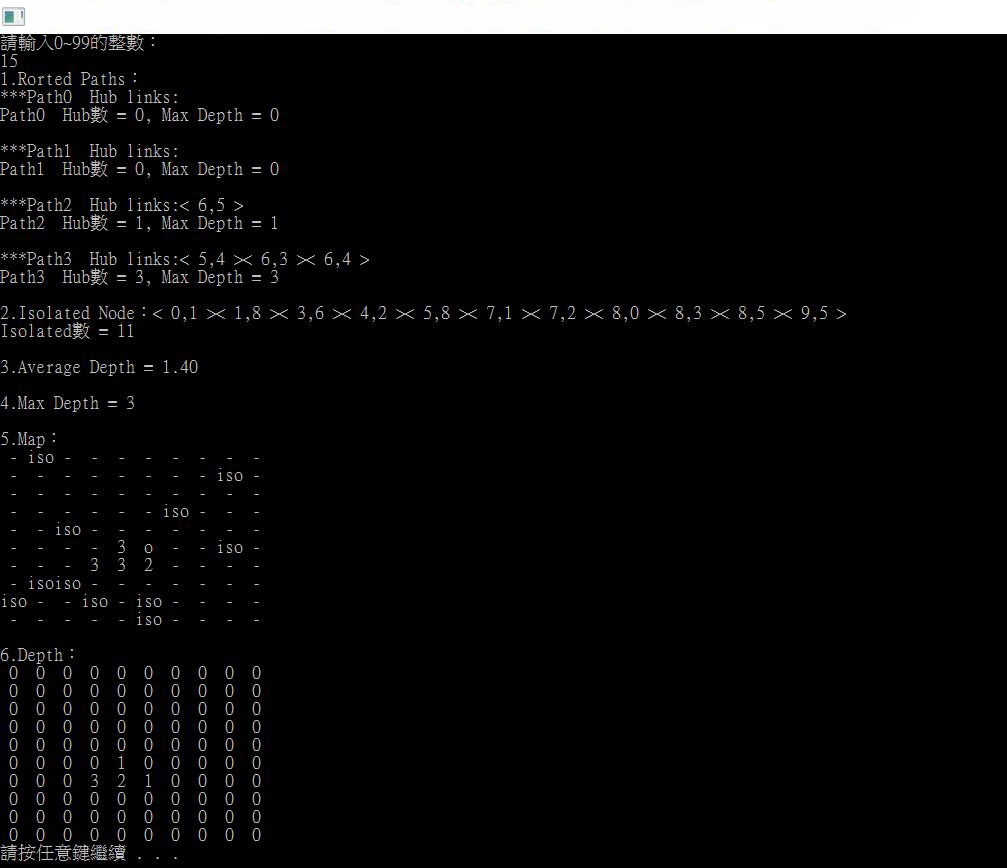 請輸入0~99的整數：
15
1.Rorted Paths：
***Path0  Hub links:
Path0  Hub數 = 0, Max Depth = 0
***Path1  Hub links:
Path1  Hub數 = 0, Max Depth = 0
***Path2  Hub links:< 6,5 >
Path2  Hub數 = 1, Max Depth = 1
***Path3  Hub links:< 5,4 >< 6,3 >< 6,4 >
Path3  Hub數 = 3, Max Depth = 3
2.Isolated Node：< 0,1 >< 1,8 >< 3,6 >< 4,2 >< 5,8 >< 7,1 >< 7,2 >< 8,0 >< 8,3 >< 8,5 >< 9,5 >
Isolated數 = 11
3.Average Depth = 1.40
4.Max Depth = 3
5.Map：
 -  iso -  -  -  -  -  -  -  -
 -  -  -  -  -  -  -  -  iso -
 -  -  -  -  -  -  -  -  -  -
 -  -  -  -  -  -  iso -  -  -
 -  -  iso -  -  -  -  -  -  -
 -  -  -  -  3  o  -  -  iso -
 -  -  -  3  3  2  -  -  -  -
 -  isoiso -  -  -  -  -  -  -
iso -  -  iso -  iso -  -  -  -
 -  -  -  -  -  iso -  -  -  -
6.Depth：
 0  0  0  0  0  0  0  0  0  0
 0  0  0  0  0  0  0  0  0  0
 0  0  0  0  0  0  0  0  0  0
 0  0  0  0  0  0  0  0  0  0
 0  0  0  0  0  0  0  0  0  0
 0  0  0  0  1  0  0  0  0  0
 0  0  0  3  2  1  0  0  0  0
 0  0  0  0  0  0  0  0  0  0
 0  0  0  0  0  0  0  0  0  0
 0  0  0  0  0  0  0  0  0  0
請按任意鍵繼續 . . .